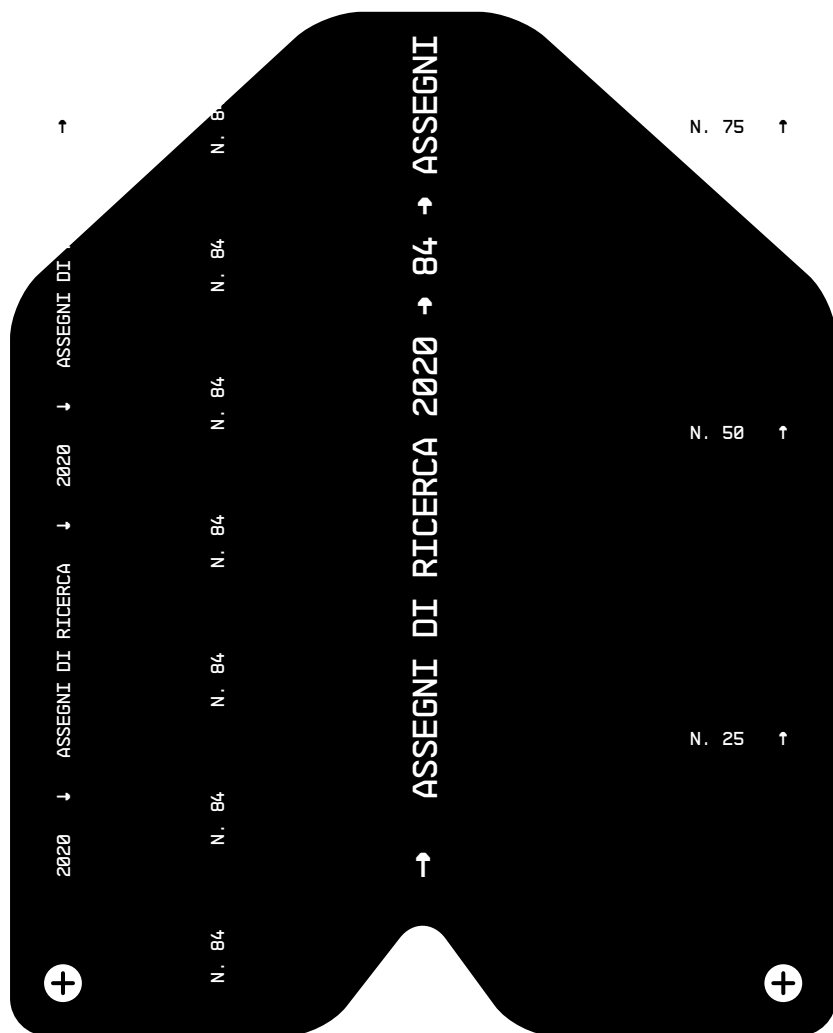 2020 ↓ ASSEGNI DI RICERCA ↓ 2020 ↓ ASSEGNI DI
N. 84
N. 84
N. 84
N. 84
N. 84
N. 84
↑ ASSEGNI DI RICERCA 2020 ↑ 84 ↑ ASSEGNI
N. 75 ↑
N. 50 ↑
N. 25 ↑